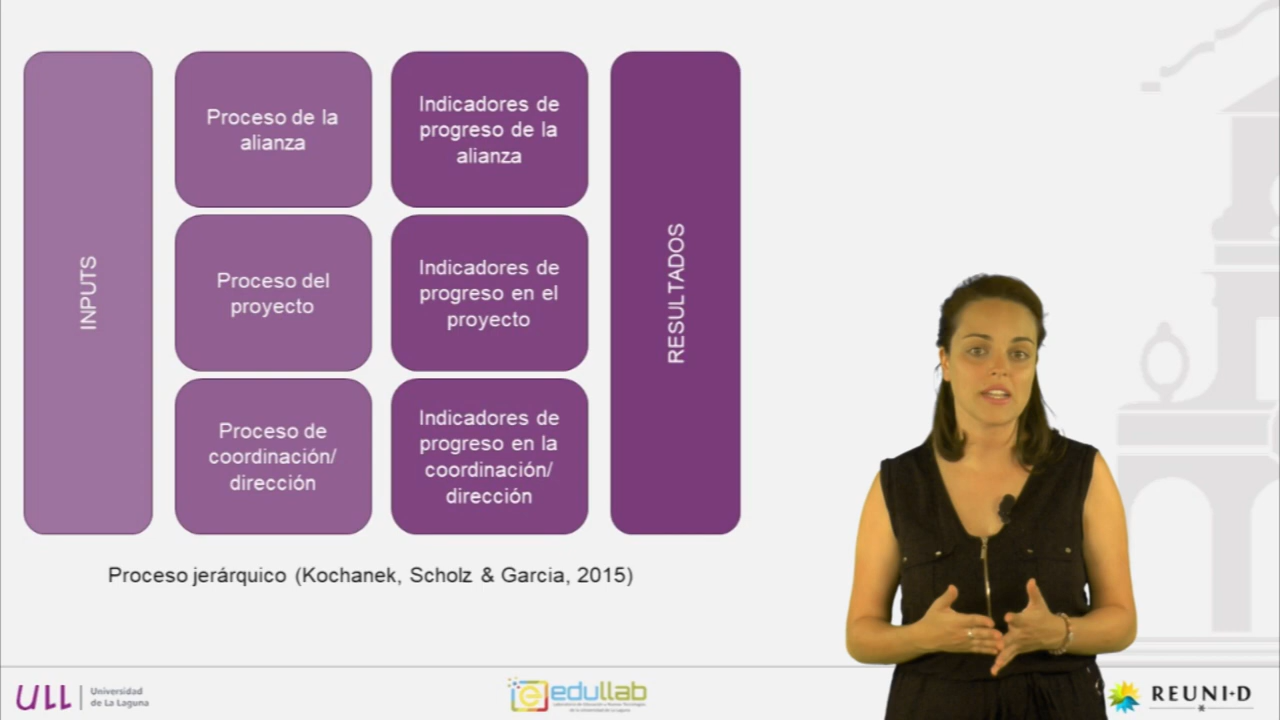 INPUTS
Proceso de la
alianza
Indicadores de
progreso de la
alianza
Proceso del
proyecto
Indicadores de
progreso en el
proyecto
Proceso de
coordinación/
dirección
Indicadores de
progreso en la
coordinación/
dirección
RESULTADOS
Proceso jerárquico (Kochanek, Scholz & Garcia, 2015)
ULL
Universidad
de La Laguna
e edullab
REUNI+D